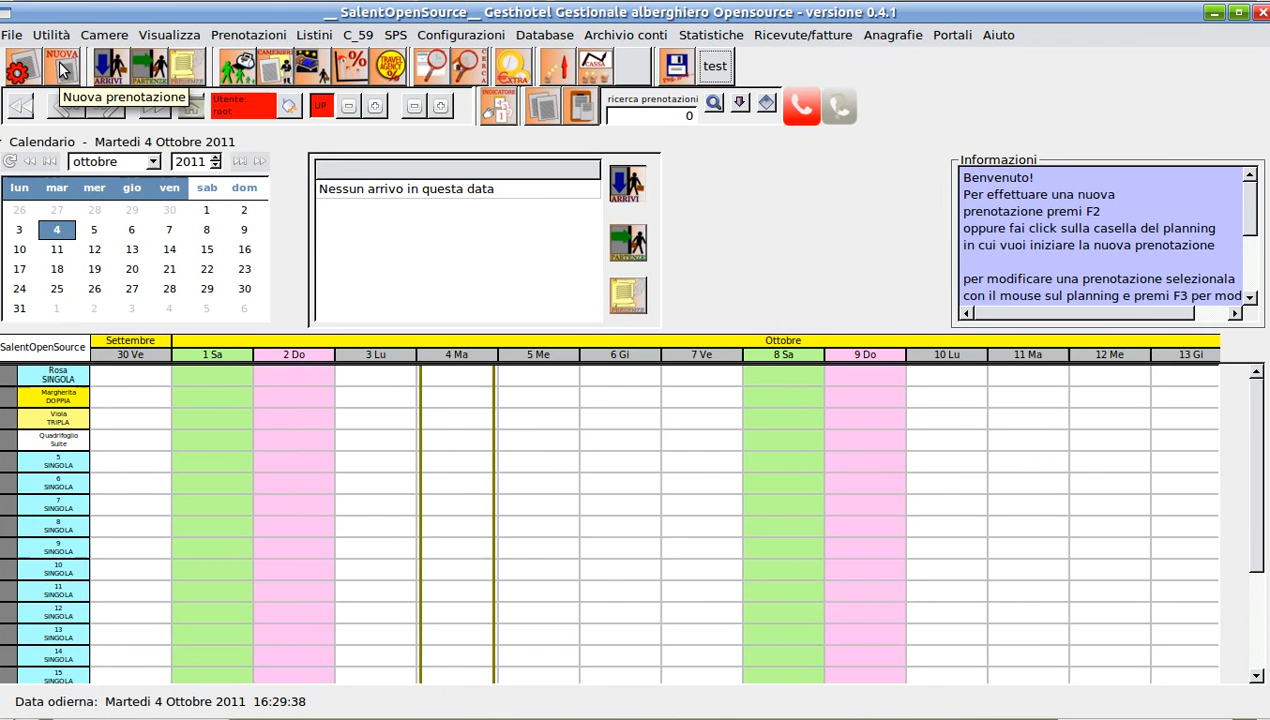 __ SalentOpenSource__ Gesthotel Gestionale alberghiero Opensource - versione 0.4.1
File Utilità Camere Visualizza Prenotazioni Listini C_59 SPS Configurazioni Database Archivio conti Statistiche Ricevute/fatture Anagrafie Portali Aiuto
NUOVA ARRIVI PARTENZE CAMERIERI % TRAVEL AGENCY CERCA EXTRA CASSA test
Nuova prenotazione
Utente:
root
UP
INDICATORE
ricerca prenotazioni
0
Calendario - Martedi 4 Ottobre 2011
ottobre 2011
lun mar mer gio ven sab dom
26 27 28 29 30 1 2
3 4 5 6 7 8 9
10 11 12 13 14 15 16
17 18 19 20 21 22 23
24 25 26 27 28 29 30
31 1 2 3 4 5 6
Nessun arrivo in questa data
ARRIVI
PARTENZE
Informazioni
Benvenuto!
Per effettuare una nuova
prenotazione premi F2
oppure fai click sulla casella del planning
in cui vuoi iniziare la nuova prenotazione
per modificare una prenotazione selezionala
con il mouse sul planning e premi F3 per mod
SalentOpenSource
Settembre Ottobre
30 Ve 1 Sa 2 Do 3 Lu 4 Ma 5 Me 6 Gi 7 Ve 8 Sa 9 Do 10 Lu 11 Ma 12 Me 13 Gi
Rosa
SINGOLA
Margherita
DOPPIA
Viola
TRIPLA
Quadrifoglio
Suite
5
SINGOLA
6
SINGOLA
7
SINGOLA
8
SINGOLA
9
SINGOLA
10
SINGOLA
11
SINGOLA
12
SINGOLA
13
SINGOLA
14
SINGOLA
15
SINGOLA
Data odierna: Martedi 4 Ottobre 2011 16:29:38